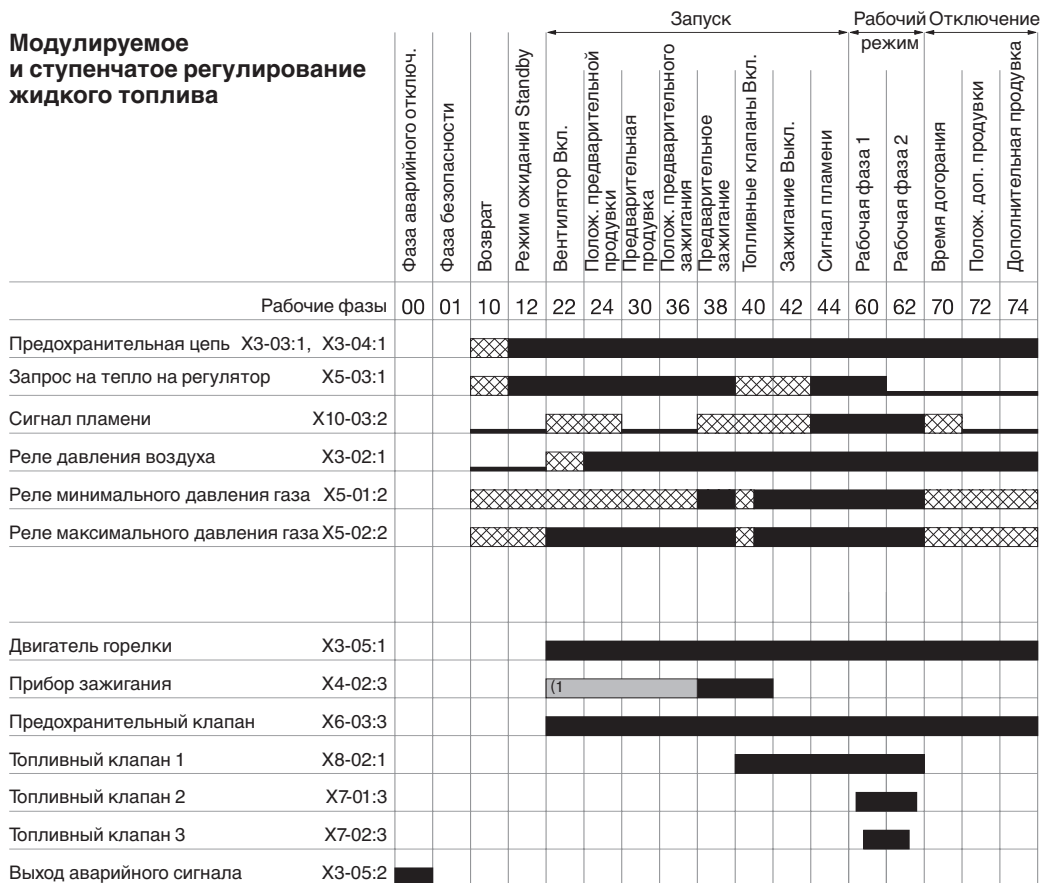 Модулируемое
и ступенчатое регулирование
жидкого топлива
Запуск
Рабочий режим
Отключение
Фаза аварийного отключ.
Фаза безопасности
Возврат
Режим ожидания Standby
Вентилятор Вкл.
Полож. предварительной
продувки
Предварительная
продувка
Полож. предварительного
зажигания
Предварительное
зажигание
Топливные клапаны Вкл.
Зажигание Выкл.
Сигнал пламени
Рабочая фаза 1
Рабочая фаза 2
Время догорания
Полож. доп. продувки
Дополнительная продувка
Рабочие фазы 00 01 10 12 22 24 30 36 38 40 42 44 60 62 70 72 74
Предохранительная цепь X3-03:1, X3-04:1
Запрос на тепло на регулятор X5-03:1
Сигнал пламени X10-03:2
Реле давления воздуха X3-02:1
Реле минимального давления газа X5-01:2
Реле максимального давления газа X5-02:2
Двигатель горелки X3-05:1
Прибор зажигания X4-02:3 (1
Предохранительный клапан X6-03:3
Топливный клапан 1 X8-02:1
Топливный клапан 2 X7-01:3
Топливный клапан 3 X7-02:3
Выход аварийного сигнала X3-05:2